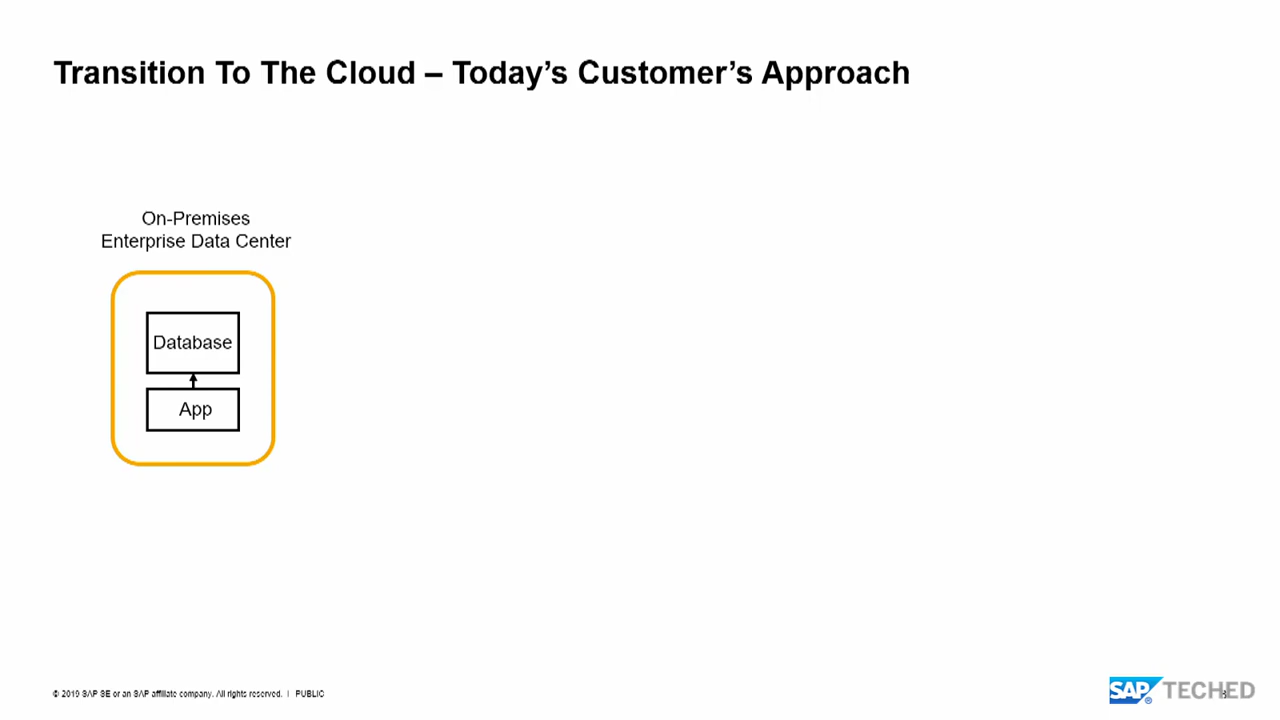 Transition To The Cloud – Today’s Customer’s Approach
On-Premises
Enterprise Data Center
Database
App
© 2019 SAP SE or an SAP affiliate company. All rights reserved. | PUBLIC
SAP® TECHED